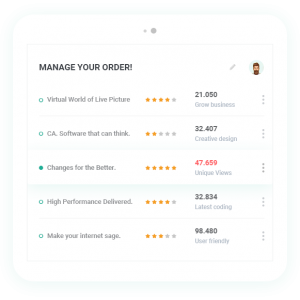 MANAGE YOUR ORDER!
Virtual World of Live Picture
21.050
Grow business
CA. Software that can think.
32.407
Creative design
Changes for the Better.
47.659
Unique Views
High Performance Delivered.
32.834
Latest coding
Make your internet sage.
98.480
User friendly